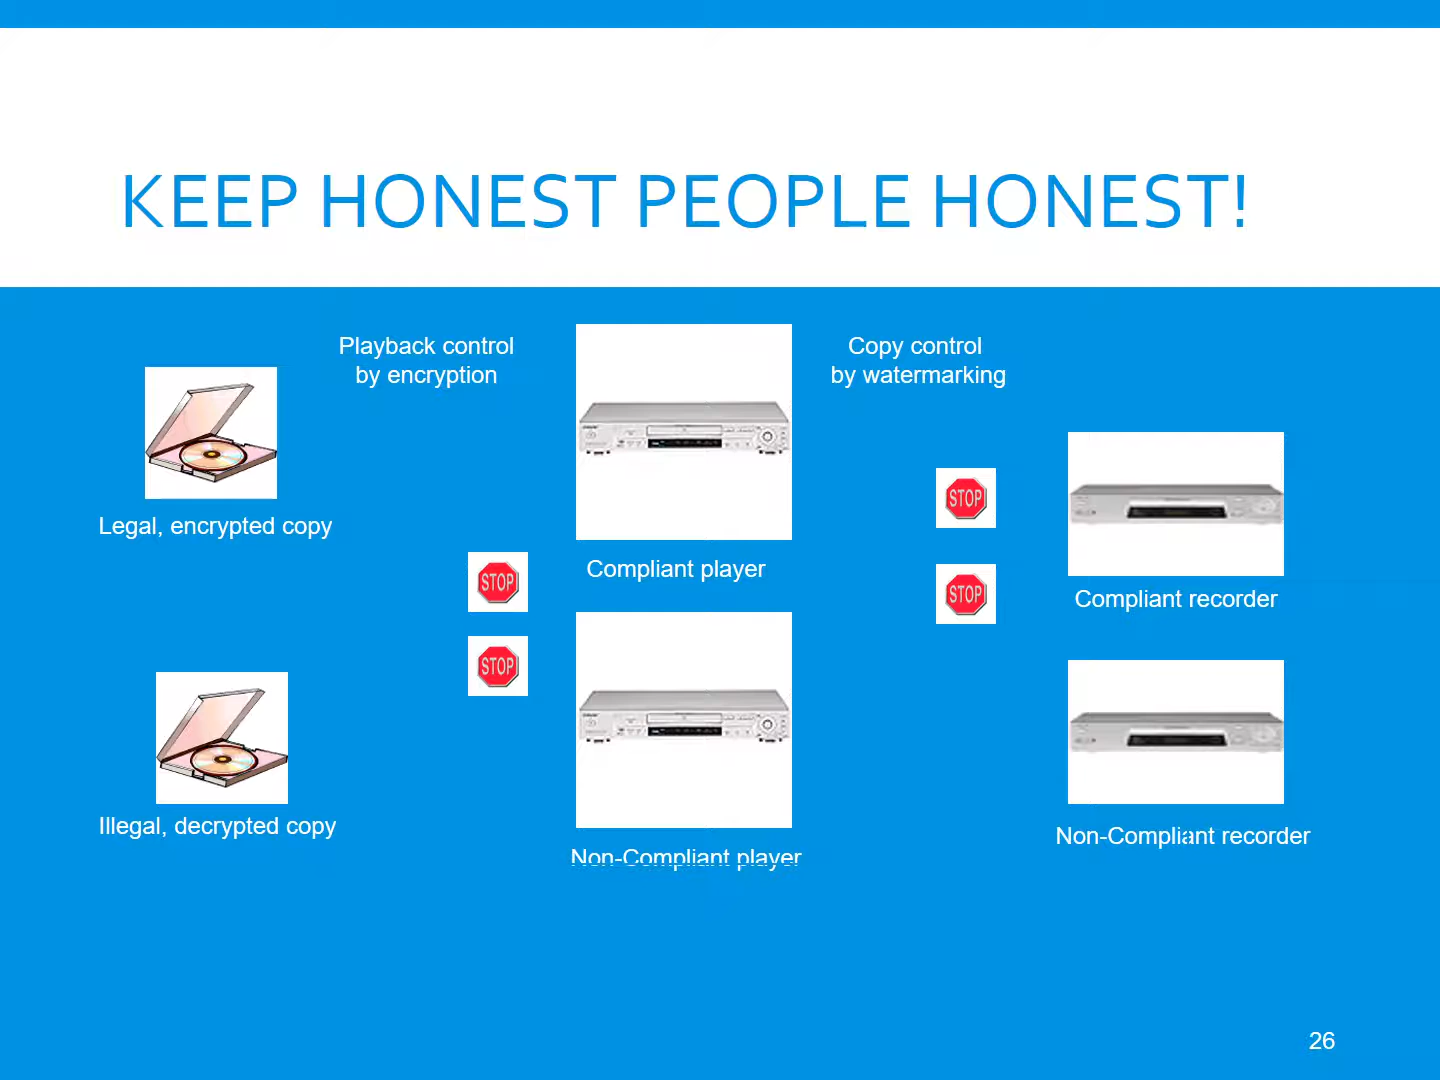 KEEP HONEST PEOPLE HONEST!
Playback control
by encryption
Copy control
by watermarking
Legal, encrypted copy
STOP
Compliant player
STOP
STOP
Compliant recorder
STOP
Illegal, decrypted copy
Non-Compliant player
Non-Compliant recorder
26